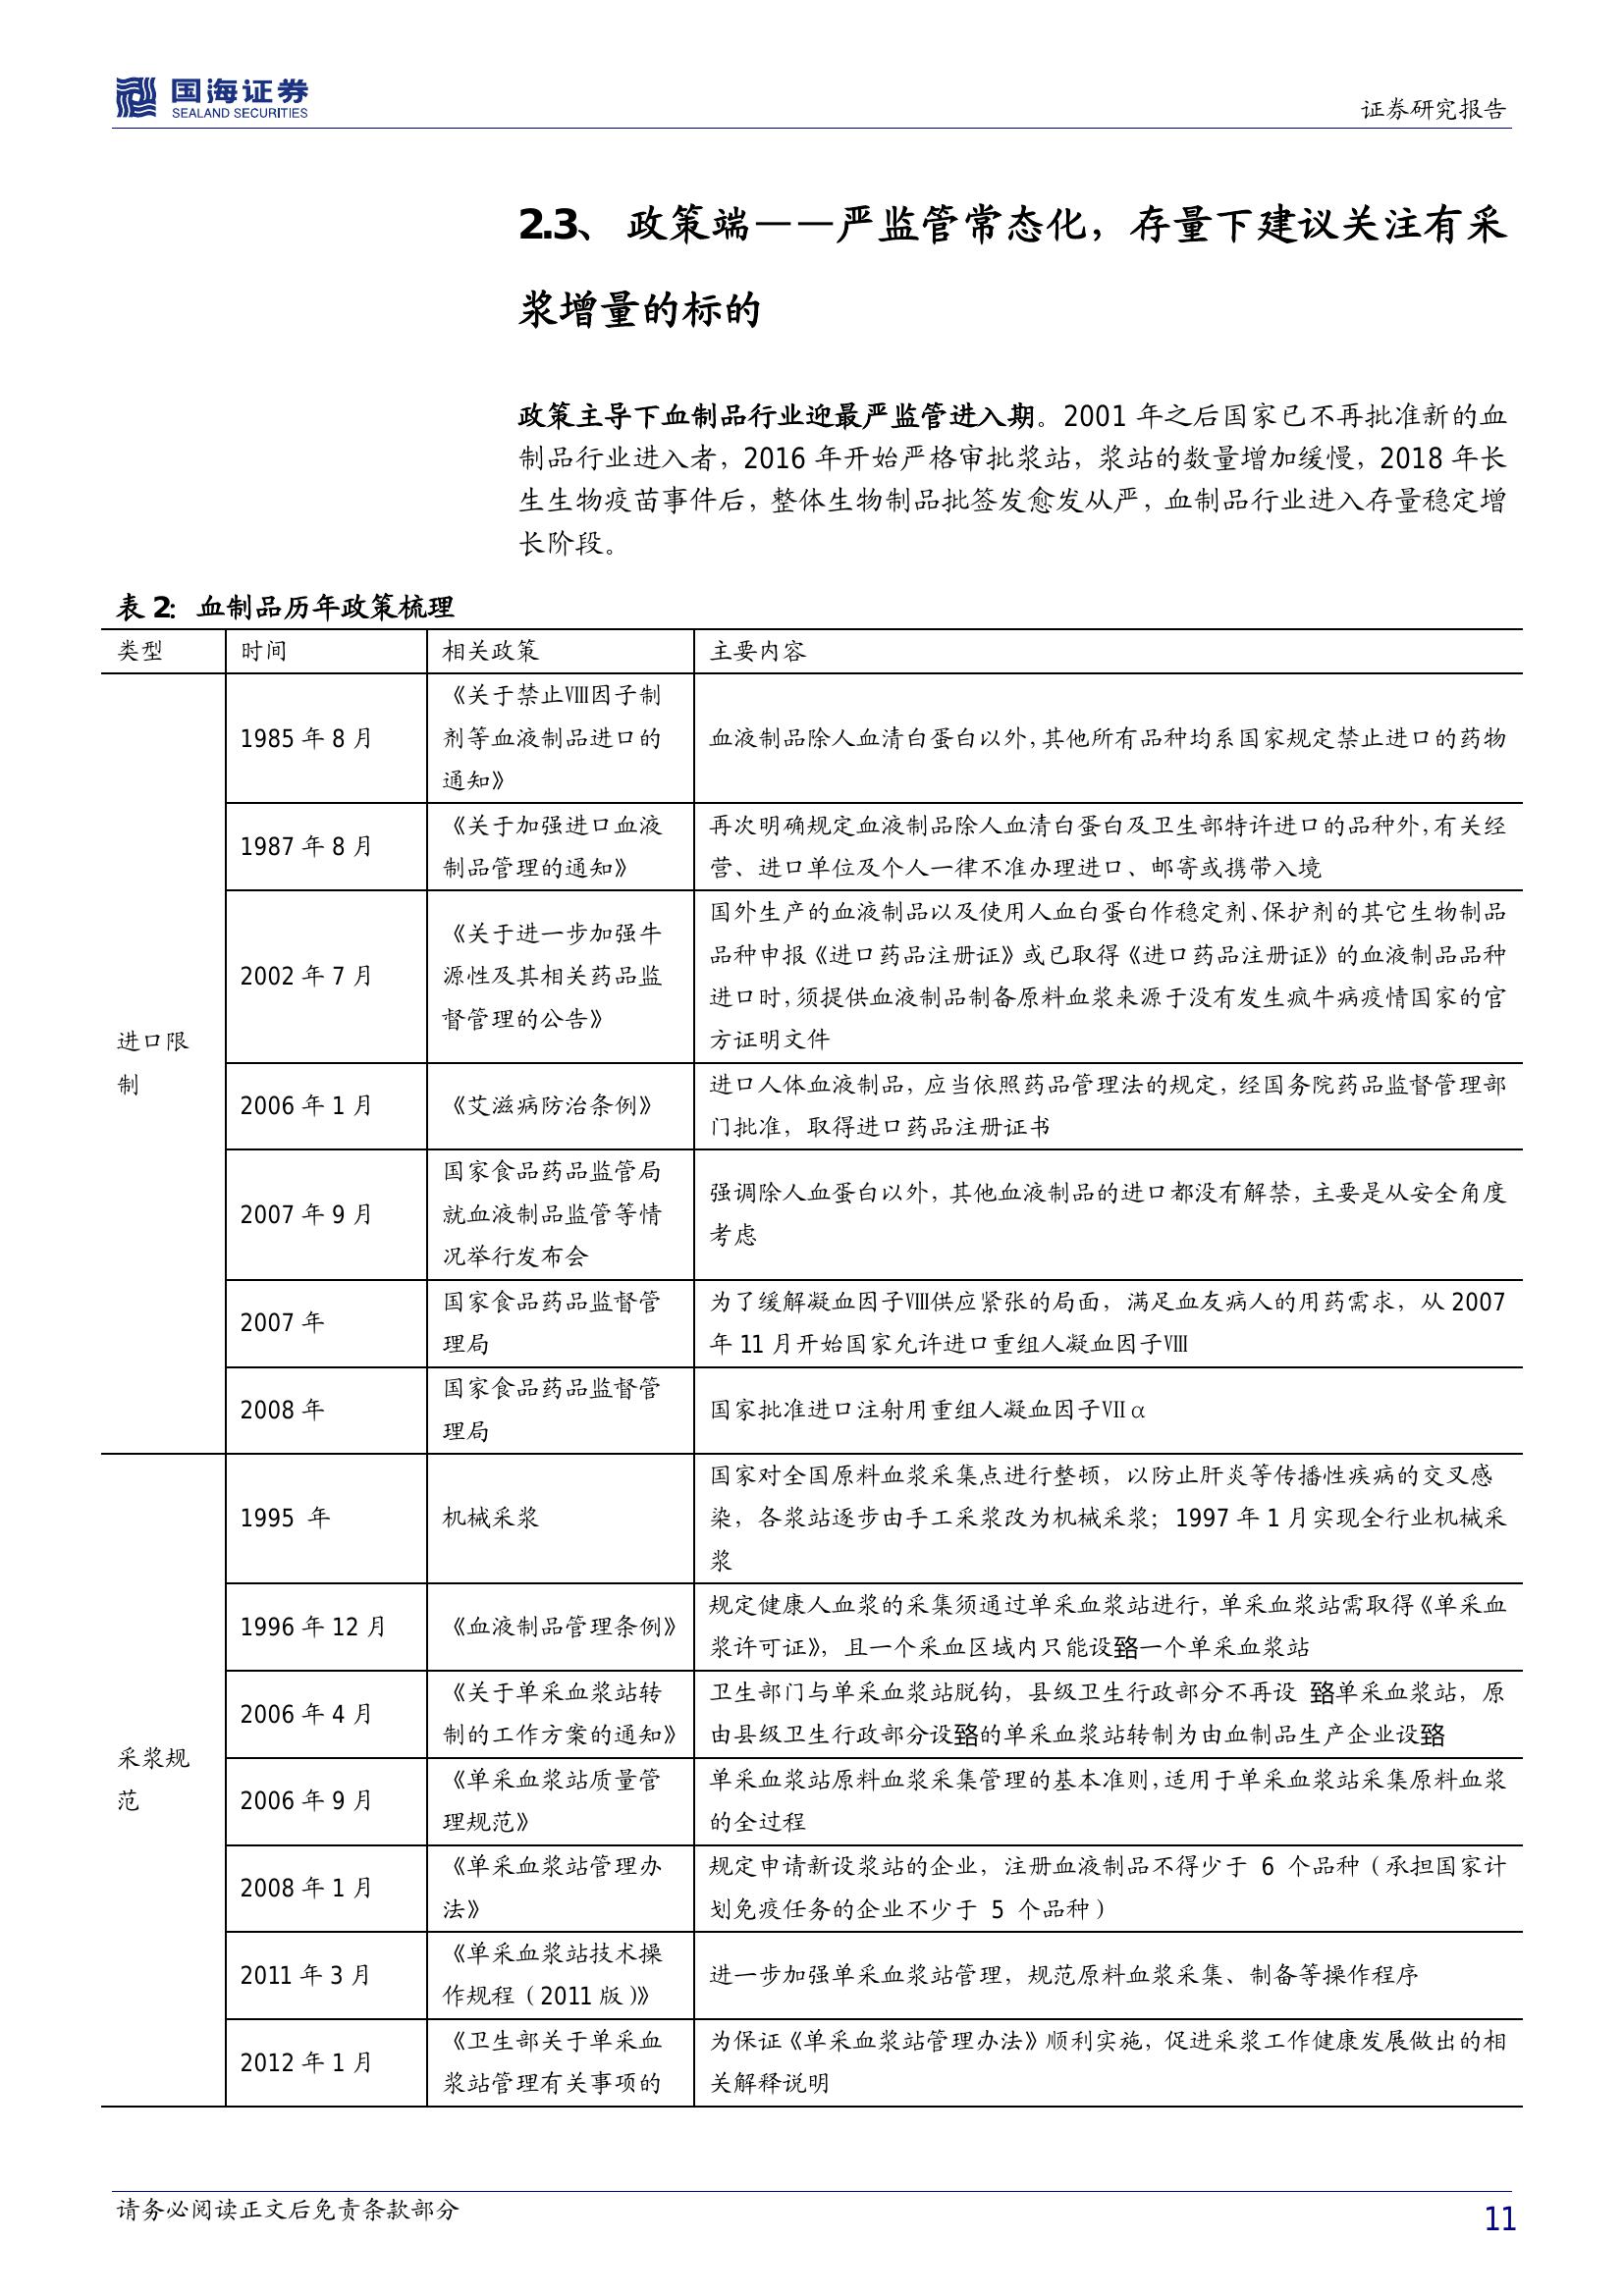 国海证券
SEALAND SECURITIES
证券研究报告
2.3、 政策端——严监管常态化，存量下建议关注有采
浆增量的标的
政策主导下血制品行业迎最严监管进入期。2001 年之后国家已不再批准新的血
制品行业进入者，2016 年开始严格审批浆站，浆站的数量增加缓慢，2018 年长
生生物疫苗事件后，整体生物制品批签发愈发从严，血制品行业进入存量稳定增
长阶段。
表 2：血制品历年政策梳理
类型 时间 相关政策 主要内容
进口限
制
1985 年 8 月
《关于禁止Ⅷ因子制
剂等血液制品进口的
通知》
血液制品除人血清白蛋白以外，其他所有品种均系国家规定禁止进口的药物
1987 年 8 月
《关于加强进口血液
制品管理的通知》
再次明确规定血液制品除人血清白蛋白及卫生部特许进口的品种外，有关经
营、进口单位及个人一律不准办理进口、邮寄或携带入境
2002 年 7 月
《关于进一步加强牛
源性及其相关药品监
督管理的公告》
国外生产的血液制品以及使用人血白蛋白作稳定剂、保护剂的其它生物制品
品种申报《进口药品注册证》或已取得《进口药品注册证》的血液制品品种
进口时，须提供血液制品制备原料血浆来源于没有发生疯牛病疫情国家的官
方证明文件
2006 年 1 月
《艾滋病防治条例》
进口人体血液制品，应当依照药品管理法的规定，经国务院药品监督管理部
门批准，取得进口药品注册证书
2007 年 9 月
国家食品药品监管局
就血液制品监管等情
况举行发布会
强调除人血蛋白以外，其他血液制品的进口都没有解禁，主要是从安全角度
考虑
2007 年
国家食品药品监督管
理局
为了缓解凝血因子Ⅷ供应紧张的局面，满足血友病人的用药需求，从 2007
年 11 月开始国家允许进口重组人凝血因子Ⅷ
2008 年
国家食品药品监督管
理局
国家批准进口注射用重组人凝血因子Ⅶα
采浆规
范
1995 年
机械采浆
国家对全国原料血浆采集点进行整顿，以防止肝炎等传播性疾病的交叉感
染，各浆站逐步由手工采浆改为机械采浆；1997 年 1 月实现全行业机械采
浆
1996 年 12 月
《血液制品管理条例》
规定健康人血浆的采集须通过单采血浆站进行，单采血浆站需取得《单采血
浆许可证》，且一个采血区域内只能设臵一个单采血浆站
2006 年 4 月
《关于单采血浆站转
制的工作方案的通知》
卫生部门与单采血浆站脱钩，县级卫生行政部分不再设 臵单采血浆站，原
由县级卫生行政部分设臵的单采血浆站转制为由血制品生产企业设臵
2006 年 9 月
《单采血浆站质量管
理规范》
单采血浆站原料血浆采集管理的基本准则，适用于单采血浆站采集原料血浆
的全过程
2008 年 1 月
《单采血浆站管理办
法》
规定申请新设浆站的企业，注册血液制品不得少于 6 个品种（承担国家计
划免疫任务的企业不少于 5 个品种）
2011 年 3 月
《单采血浆站技术操
作规程（2011 版）》
进一步加强单采血浆站管理，规范原料血浆采集、制备等操作程序
2012 年 1 月
《卫生部关于单采血
浆站管理有关事项的
为保证《单采血浆站管理办法》顺利实施，促进采浆工作健康发展做出的相
关解释说明
请务必阅读正文后免责条款部分
11